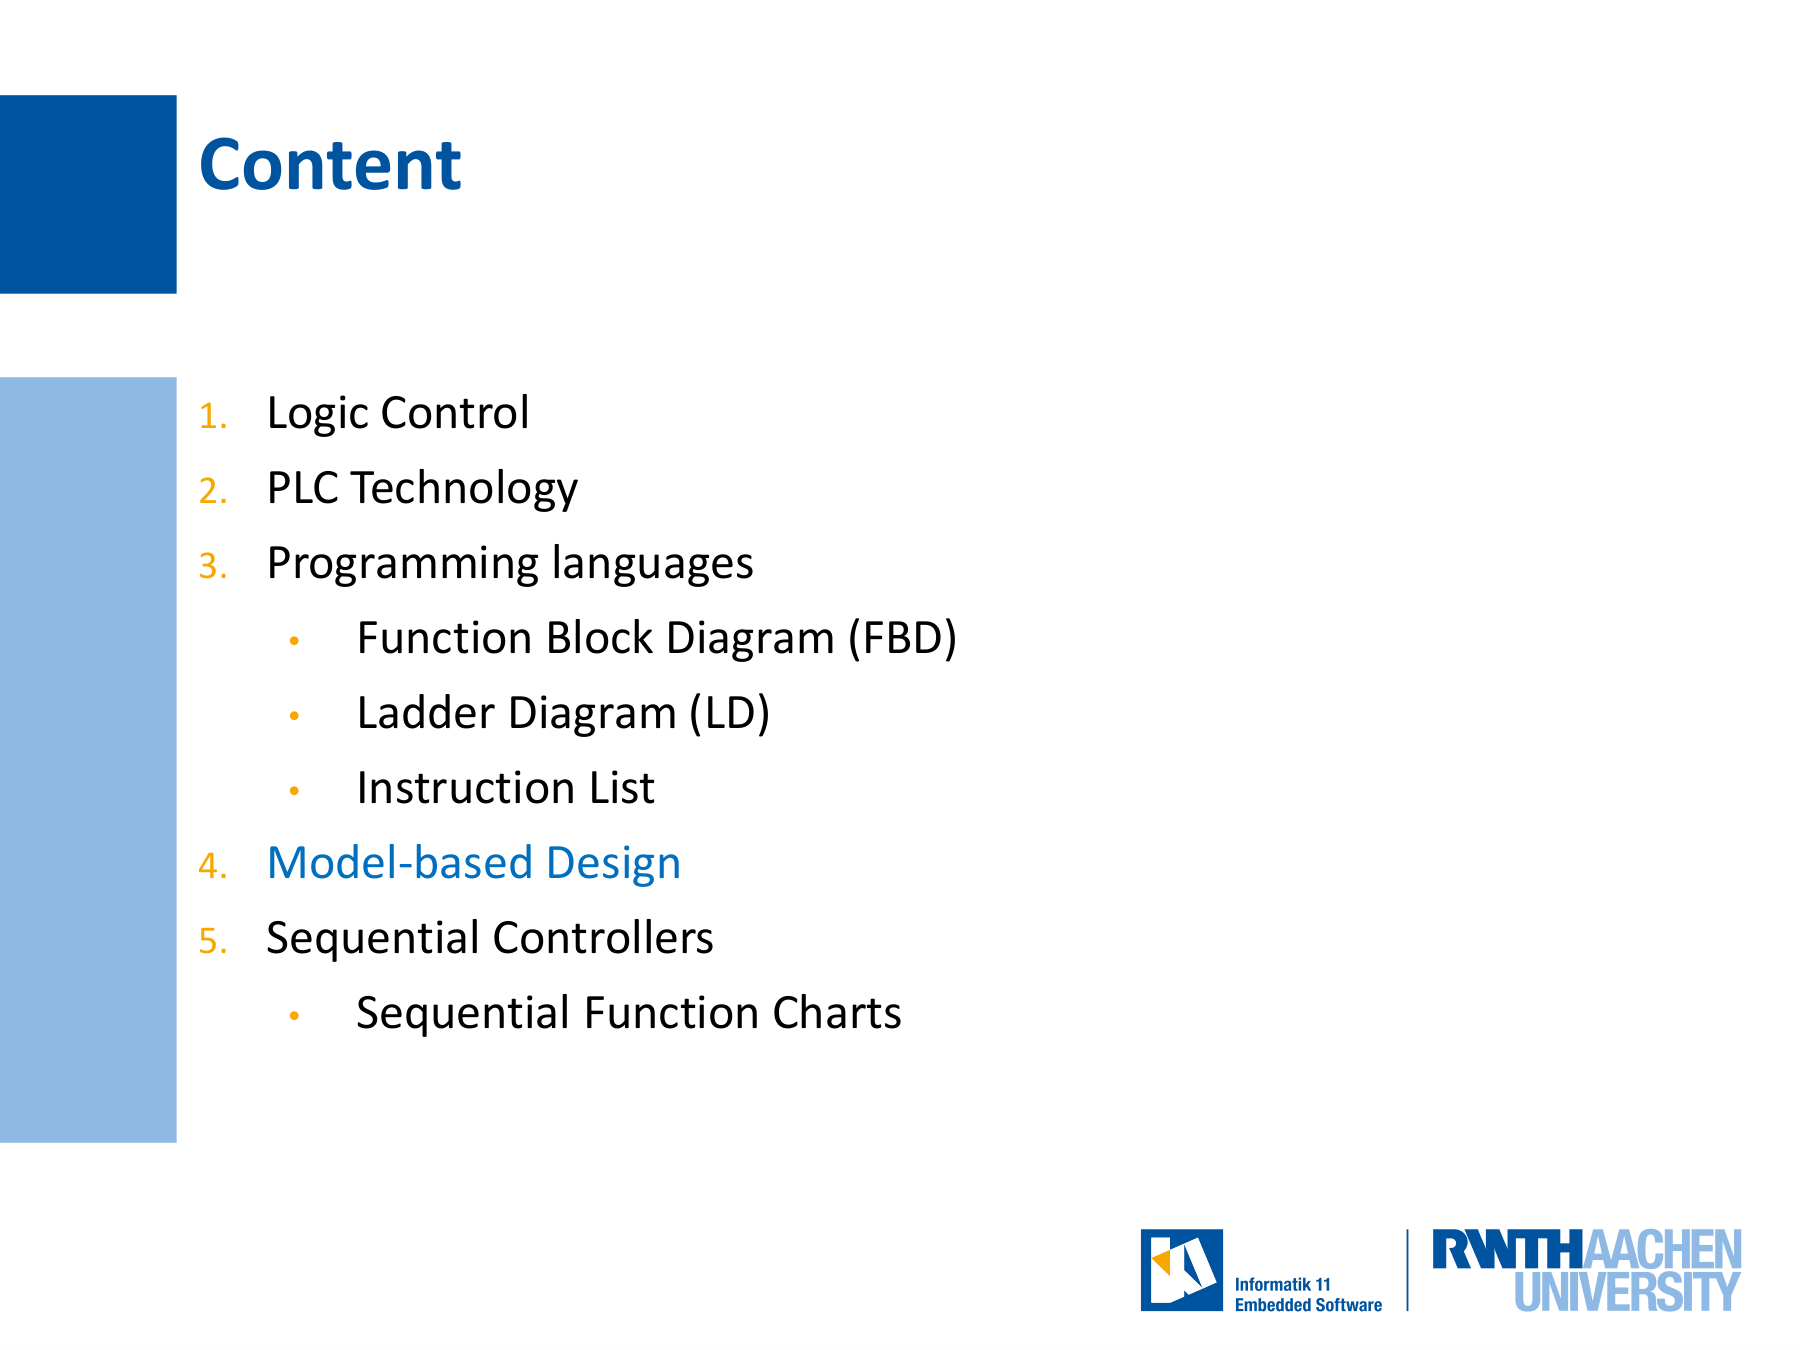 Content
1. Logic Control
2. PLC Technology
3. Programming languages
• Function Block Diagram (FBD)
• Ladder Diagram (LD)
• Instruction List
4. Model-based Design
5. Sequential Controllers
• Sequential Function Charts
Informatik 11
Embedded Software
RWTHAACHEN
UNIVERSITY